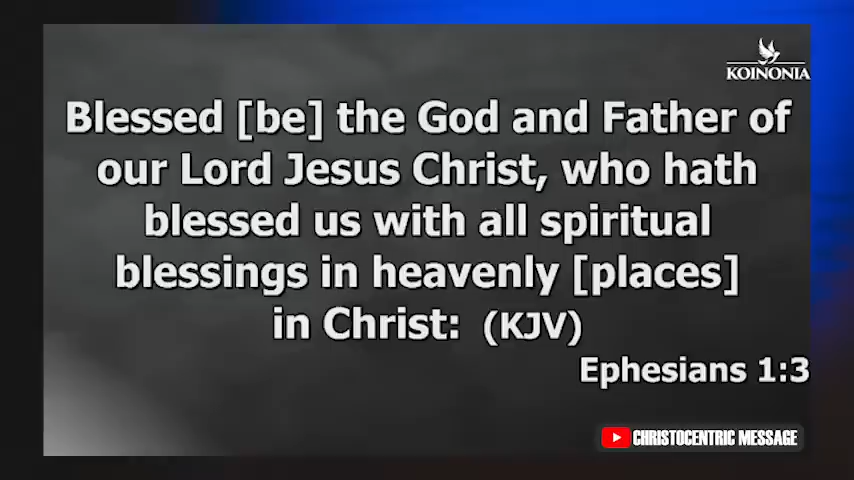 KOINONIA
Blessed [be] the God and Father of
our Lord Jesus Christ, who hath
blessed us with all spiritual
blessings in heavenly [places]
in Christ: (KJV)
Ephesians 1:3
CHRISTOCENTRIC MESSAGE